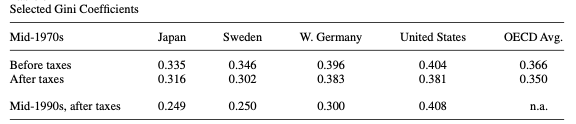 Selected Gini Coefficients
Mid-1970s Japan Sweden W. Germany United States OECD Avg.
Before taxes 0.335 0.346 0.396 0.404 0.366
After taxes 0.316 0.302 0.383 0.381 0.350
Mid-1990s, after taxes 0.249 0.250 0.300 0.408 n.a.